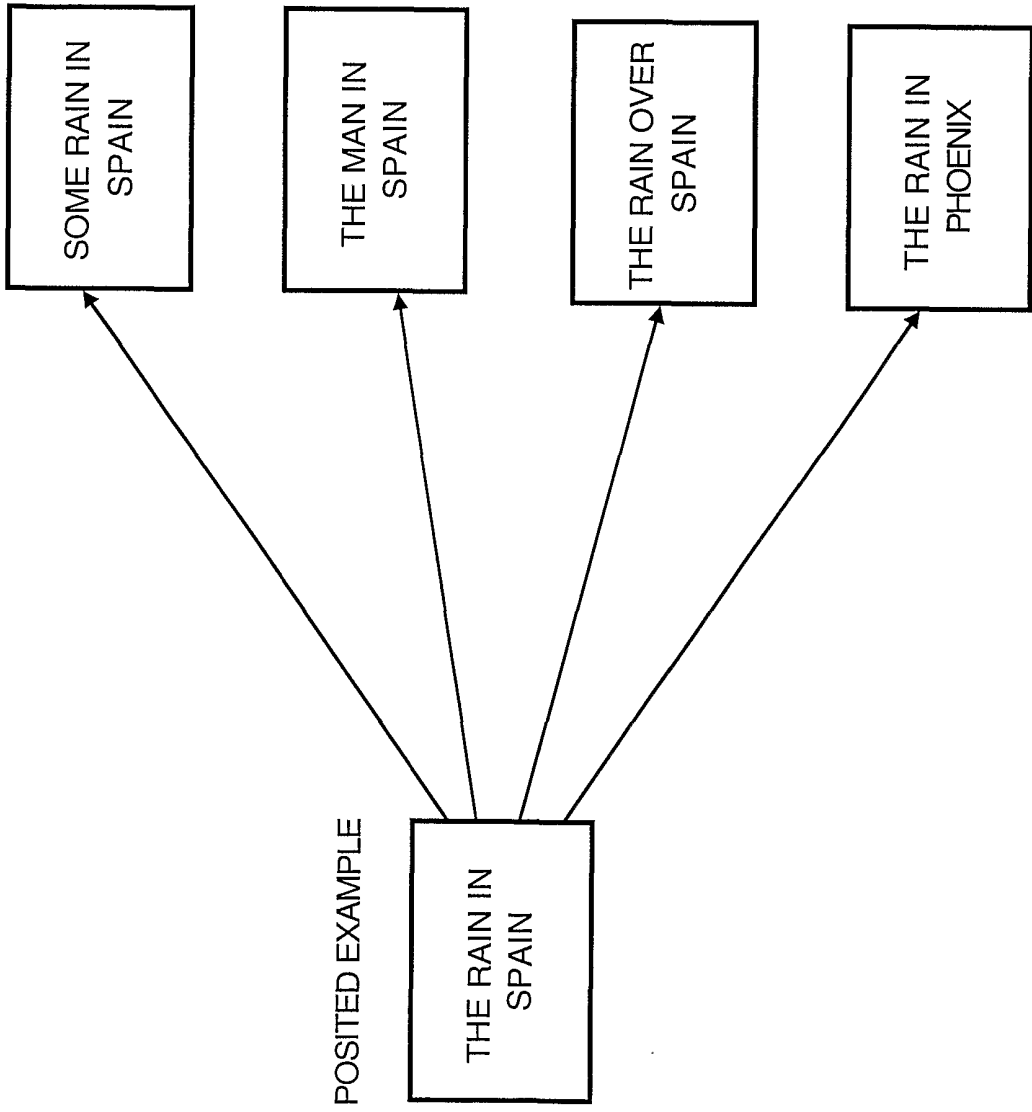 POSITED EXAMPLE
THE RAIN IN
SPAIN
SOME RAIN IN
SPAIN
THE MAN IN
SPAIN
THE RAIN OVER
SPAIN
THE RAIN IN
PHOENIX